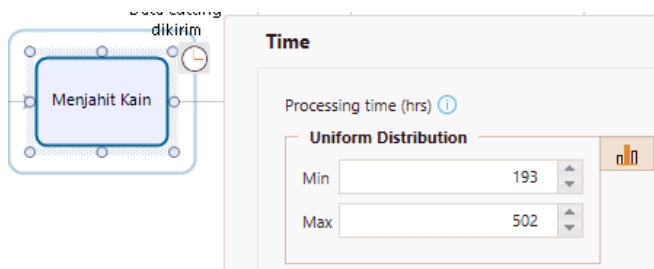 dikirim
Menjahit Kain
Time
Processing time (hrs)
Uniform Distribution
Min 193
Max 502